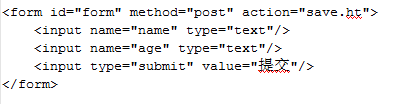 <form id="form" method="post" action="save.ht">
    <input name="name" type="text"/>
    <input name="age" type="text"/>
    <input type="submit" value="提交"/>
</form>